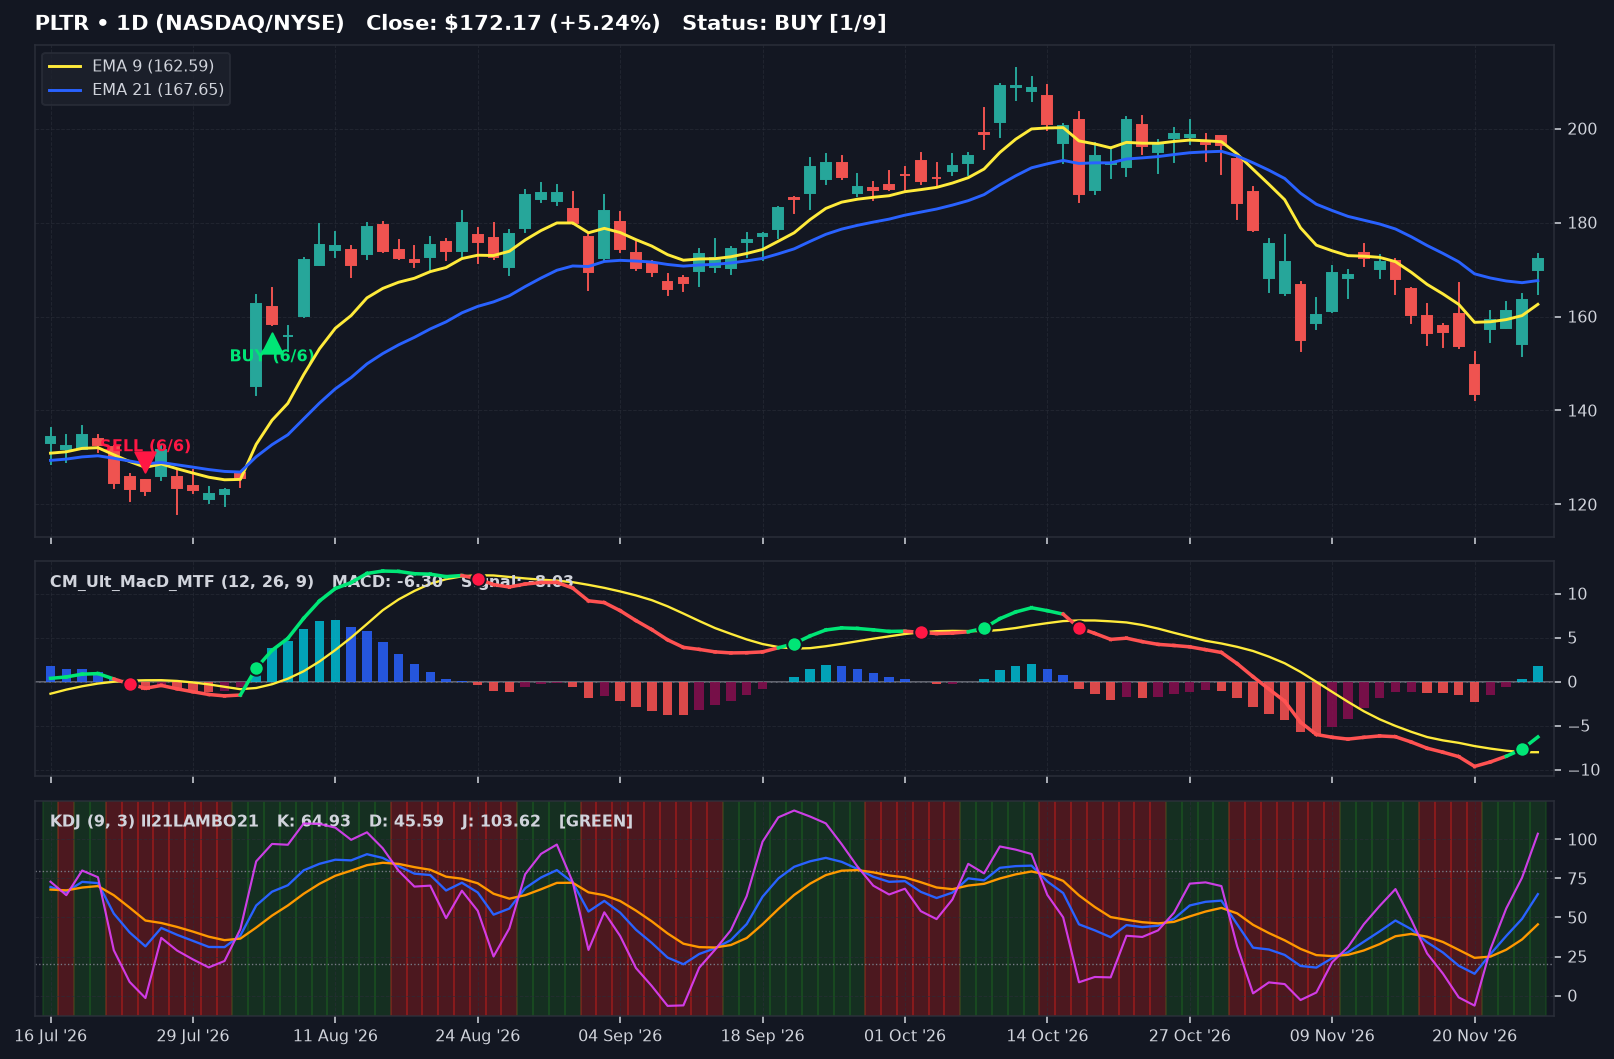 PLTR • 1D (NASDAQ/NYSE)   Close: $172.17 (+5.24%)   Status: BUY [1/9]
EMA 9 (162.59)
EMA 21 (167.65)
200
180
160
140
120
BUY (6/6)
SELL (6/6)
CM_Ult_MacD_MTF (12, 26, 9)   MACD: -6.30   Signal: -8.03
10
5
0
−5
−10
KDJ (9, 3) II21LAMBO21   K: 64.93   D: 45.59   J: 103.62   [GREEN]
100
75
50
25
0
16 Jul '26
29 Jul '26
11 Aug '26
24 Aug '26
04 Sep '26
18 Sep '26
01 Oct '26
14 Oct '26
27 Oct '26
09 Nov '26
20 Nov '26